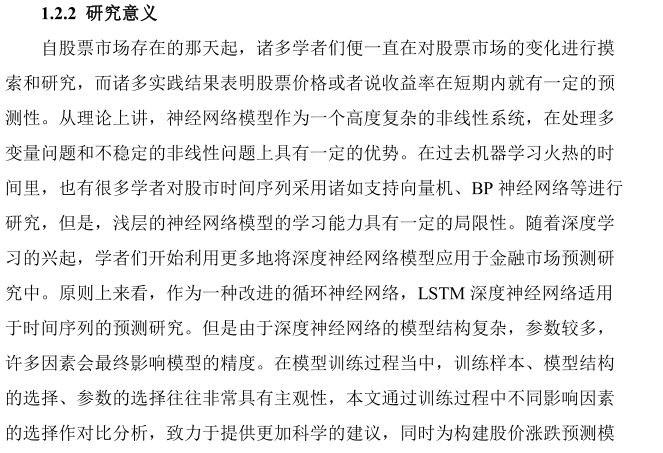 1.2.2 研究意义
自股票市场存在的那天起，诸多学者们便一直在对股票市场的变化进行摸
索和研究，而诸多实践结果表明股票价格或者说收益率在短期内就有一定的预
测性。从理论上讲，神经网络模型作为一个高度复杂的非线性系统，在处理多
变量问题和不稳定的非线性问题上具有一定的优势。在过去机器学习火热的时
间里，也有很多学者对股市时间序列采用诸如支持向量机、BP 神经网络等进行
研究，但是，浅层的神经网络模型的学习能力具有一定的局限性。随着深度学
习的兴起，学者们开始利用更多地将深度神经网络模型应用于金融市场预测研
究中。原则上来看，作为一种改进的循环神经网络，LSTM 深度神经网络适用
于时间序列的预测研究。但是由于深度神经网络的模型结构复杂，参数较多，
许多因素会最终影响模型的精度。在模型训练过程当中，训练样本、模型结构
的选择、参数的选择往往非常具有主观性，本文通过训练过程中不同影响因素
的选择作对比分析，致力于提供更加科学的建议，同时为构建股价涨跌预测模